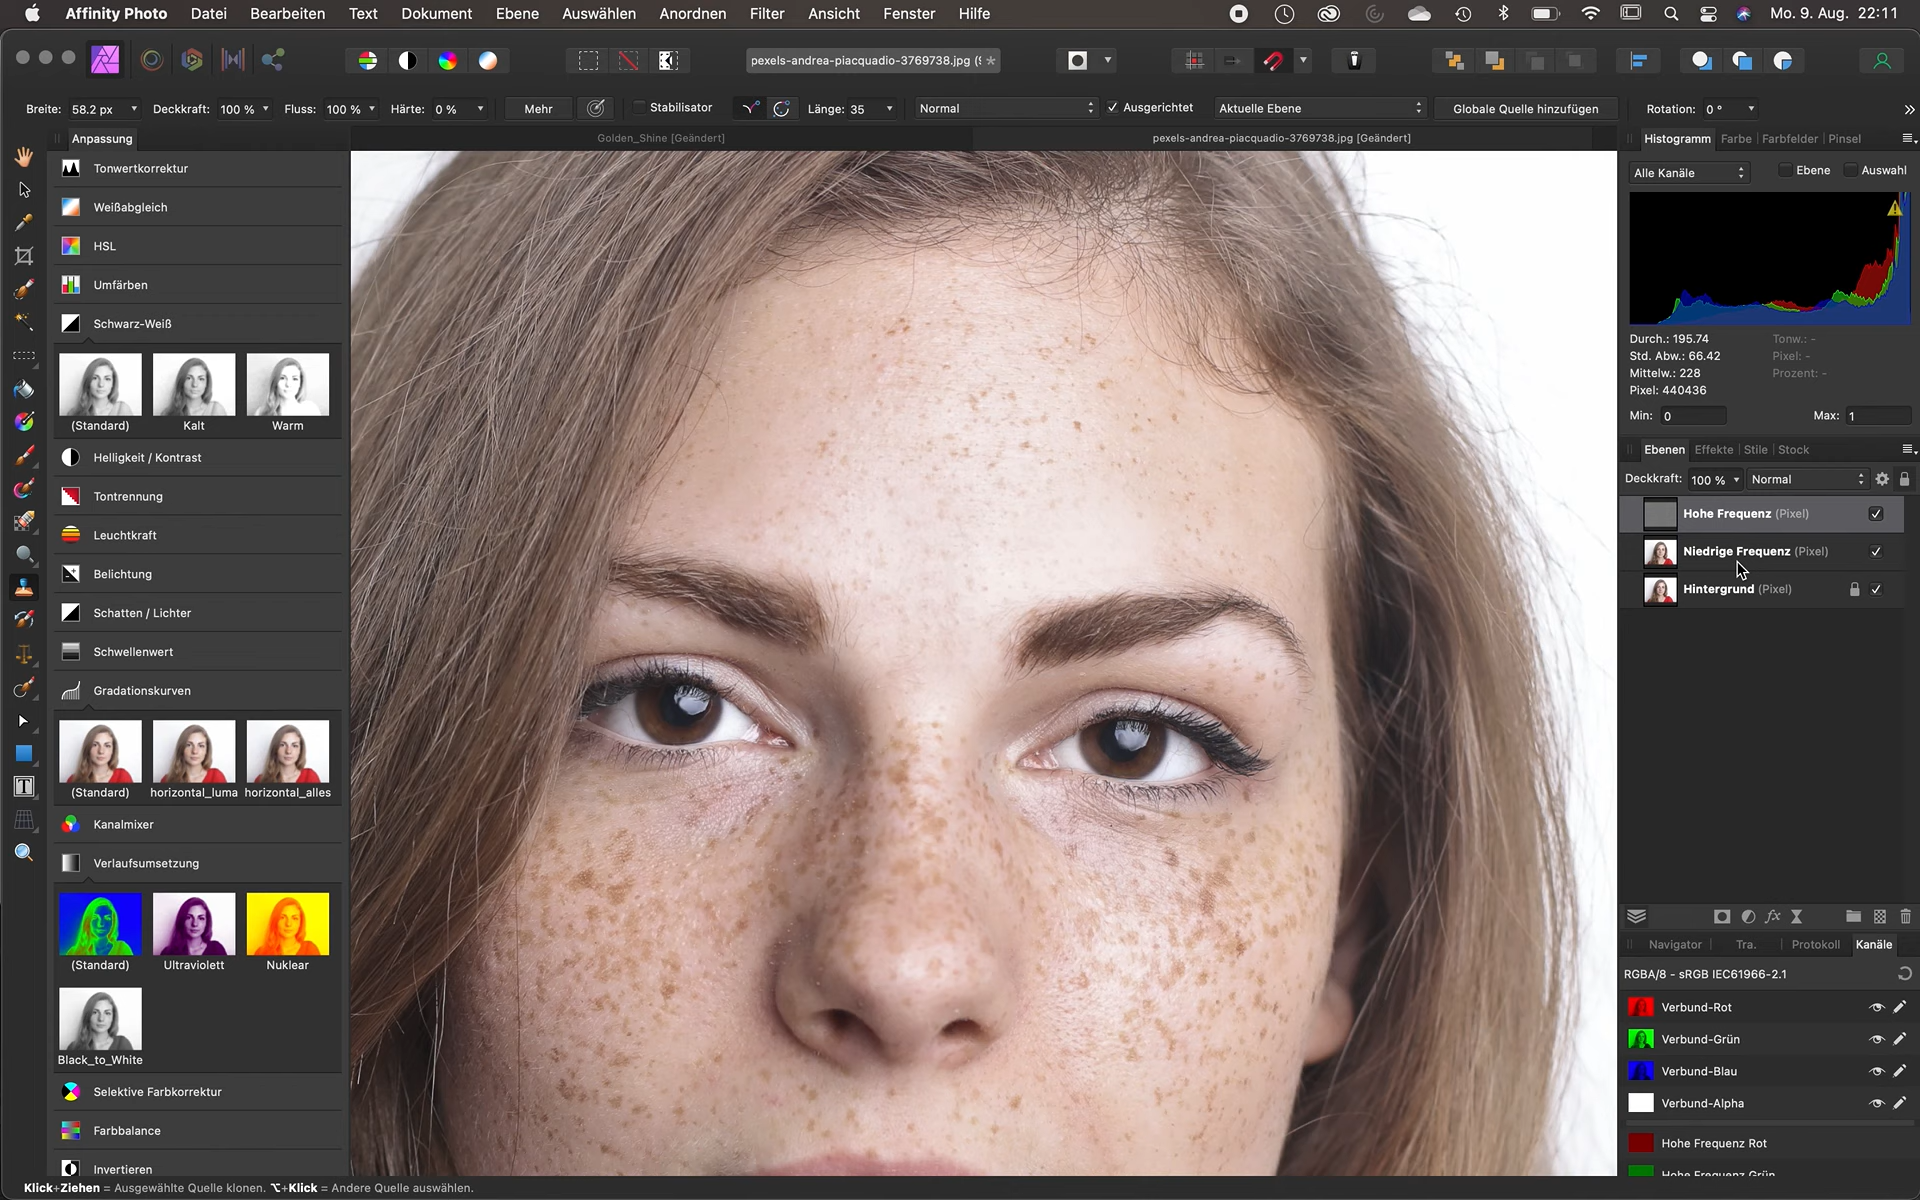 Affinity Photo Datei Bearbeiten Text Dokument Ebene Auswählen Anordnen Filter Ansicht Fenster Hilfe Mo. 9. Aug. 22:11
pexels-andrea-piacquadio-3769738.jpg (
Breite: 58.2 px Deckkraft: 100 % Fluss: 100 % Härte: 0 % Mehr Stabilisator Länge: 35 Normal Ausgerichtet Aktuelle Ebene Globale Quelle hinzufügen Rotation: 0 °
Anpassung
Golden_Shine [Geändert] pexels-andrea-piacquadio-3769738.jpg [Geändert]
Tonwertkorrektur
Weißabgleich
HSL
Umfärben
Schwarz-Weiß
(Standard) Kalt Warm
Helligkeit / Kontrast
Tontrennung
Leuchtkraft
Belichtung
Schatten / Lichter
Schwellenwert
Gradationskurven
(Standard) horizontal_luma horizontal_alles
Kanalmixer
Verlaufsumsetzung
(Standard) Ultraviolett Nuklear
Black_to_White
Selektive Farbkorrektur
Farbbalance
Invertieren
Histogramm Farbe Farbfelder Pinsel
Alle Kanäle Ebene Auswahl
Durch.: 195.74 Tonw.: -
Std. Abw.: 66.42 Pixel: -
Mittelw.: 228 Prozent: -
Pixel: 440436
Min: 0 Max: 1
Ebenen Effekte Stile Stock
Deckkraft: 100 % Normal
Hohe Frequenz (Pixel)
Niedrige Frequenz (Pixel)
Hintergrund (Pixel)
Navigator Tra. Protokoll Kanäle
RGBA/8 - sRGB IEC61966-2.1
Verbund-Rot
Verbund-Grün
Verbund-Blau
Verbund-Alpha
Hohe Frequenz Rot
Hohe Frequenz Grün
Klick+Ziehen = Ausgewählte Quelle klonen. ⌥+Klick = Andere Quelle auswählen.